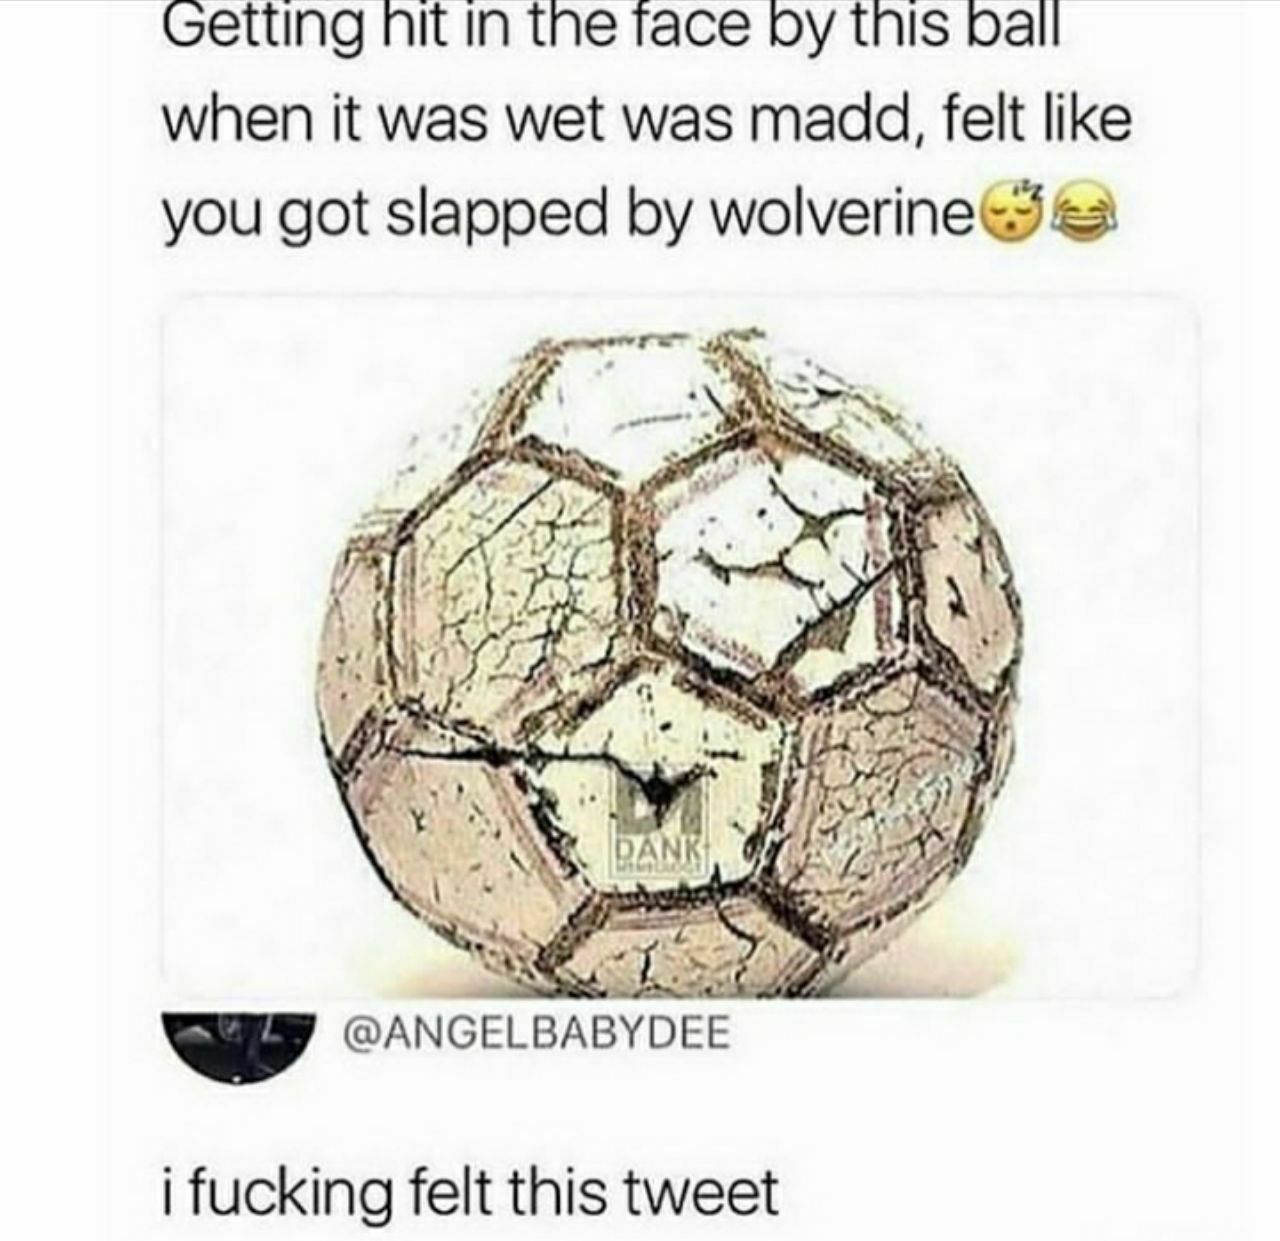 Getting hit in the face by this ball
when it was wet was madd, felt like
you got slapped by wolverine😴😂
DANK
@ANGELBABYDEE
i fucking felt this tweet